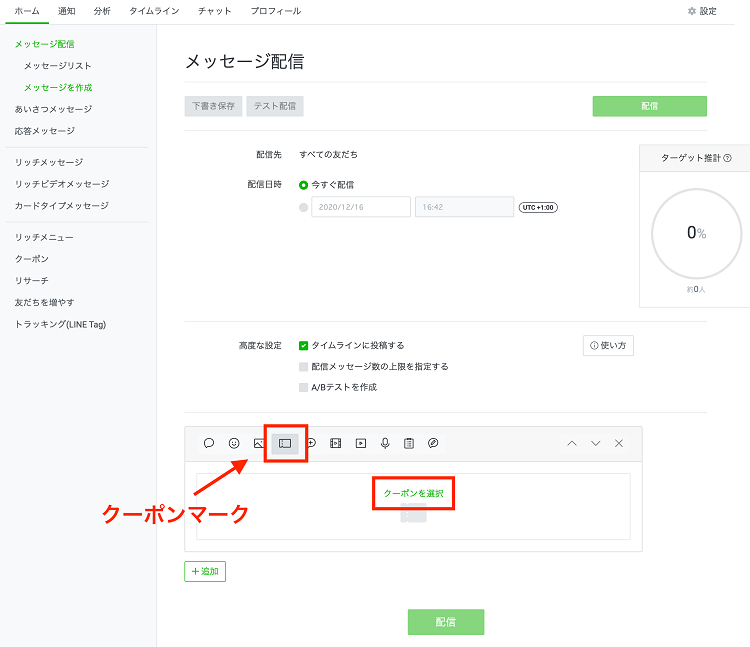 ホーム 通知 分析 タイムライン チャット プロフィール 設定
メッセージ配信
メッセージリスト
メッセージを作成
あいさつメッセージ
応答メッセージ
リッチメッセージ
リッチビデオメッセージ
カードタイプメッセージ
リッチメニュー
クーポン
リサーチ
友だちを増やす
トラッキング(LINE Tag)
メッセージ配信
下書き保存 テスト配信 配信
配信先 すべての友だち
配信日時 今すぐ配信
2020/12/16 16:42 UTC +1:00
ターゲット推計
0%
約0人
高度な設定 タイムラインに投稿する 使い方
配信メッセージ数の上限を指定する
A/Bテストを作成
クーポンを選択
クーポンマーク
+追加
配信